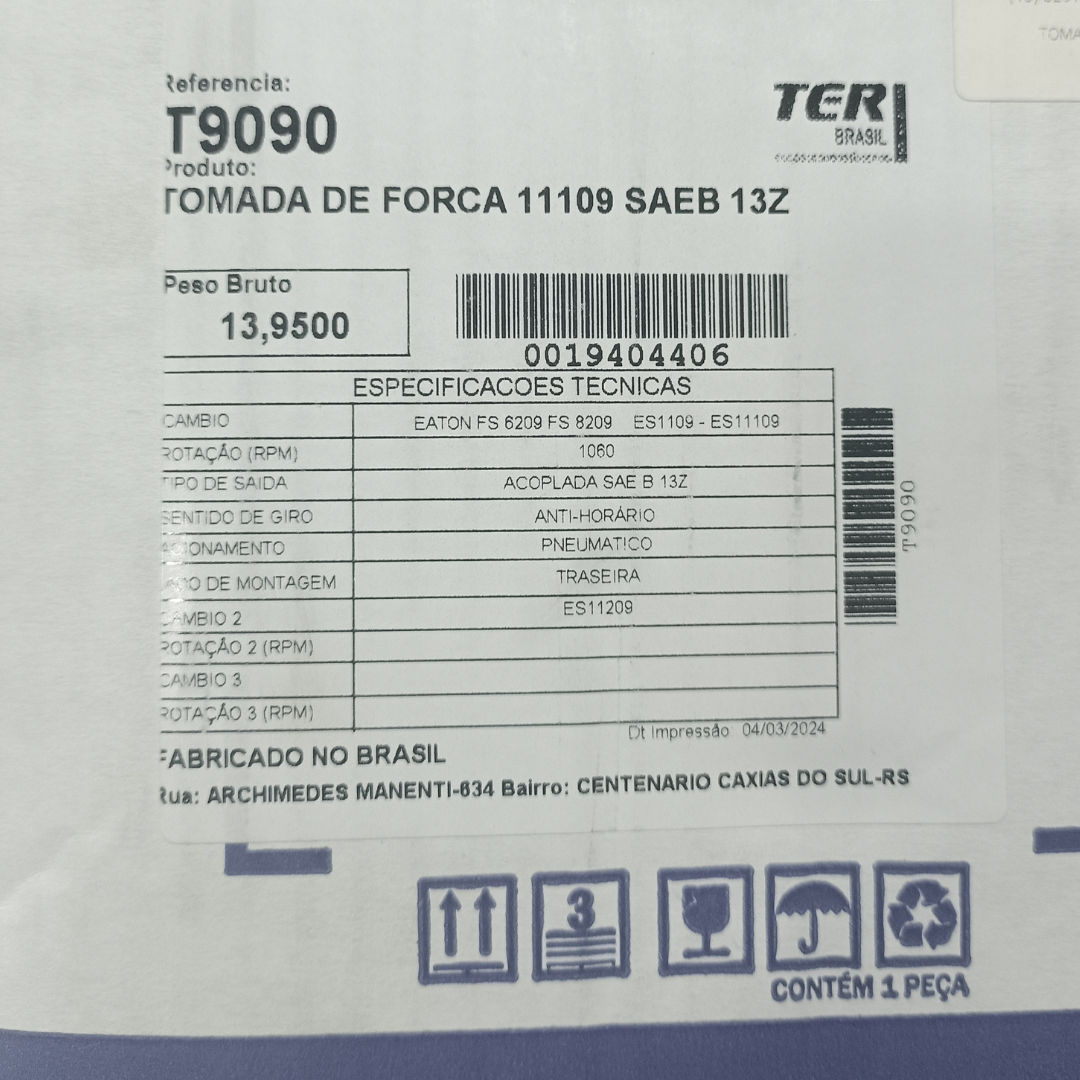 TOMA
Referencia:
T9090
Produto:
TOMADA DE FORCA 11109 SAEB 13Z
TER
BRASIL
Peso Bruto
13,9500
0019404406
ESPECIFICACOES TECNICAS
CAMBIO EATON FS 6209 FS 8209 ES1109 - ES11109
ROTAÇÃO (RPM) 1060
TIPO DE SAIDA ACOPLADA SAE B 13Z
SENTIDO DE GIRO ANTI-HORÁRIO
ACIONAMENTO PNEUMATICO
DE MONTAGEM TRASEIRA
CAMBIO 2 ES11209
ROTAÇÃO 2 (RPM)
CAMBIO 3
ROTAÇÃO 3 (RPM)
T9090
Dt Impressão 04/03/2024
FABRICADO NO BRASIL
Rua: ARCHIMEDES MANENTI-634 Bairro: CENTENARIO CAXIAS DO SUL-RS
3
CONTÉM 1 PEÇA